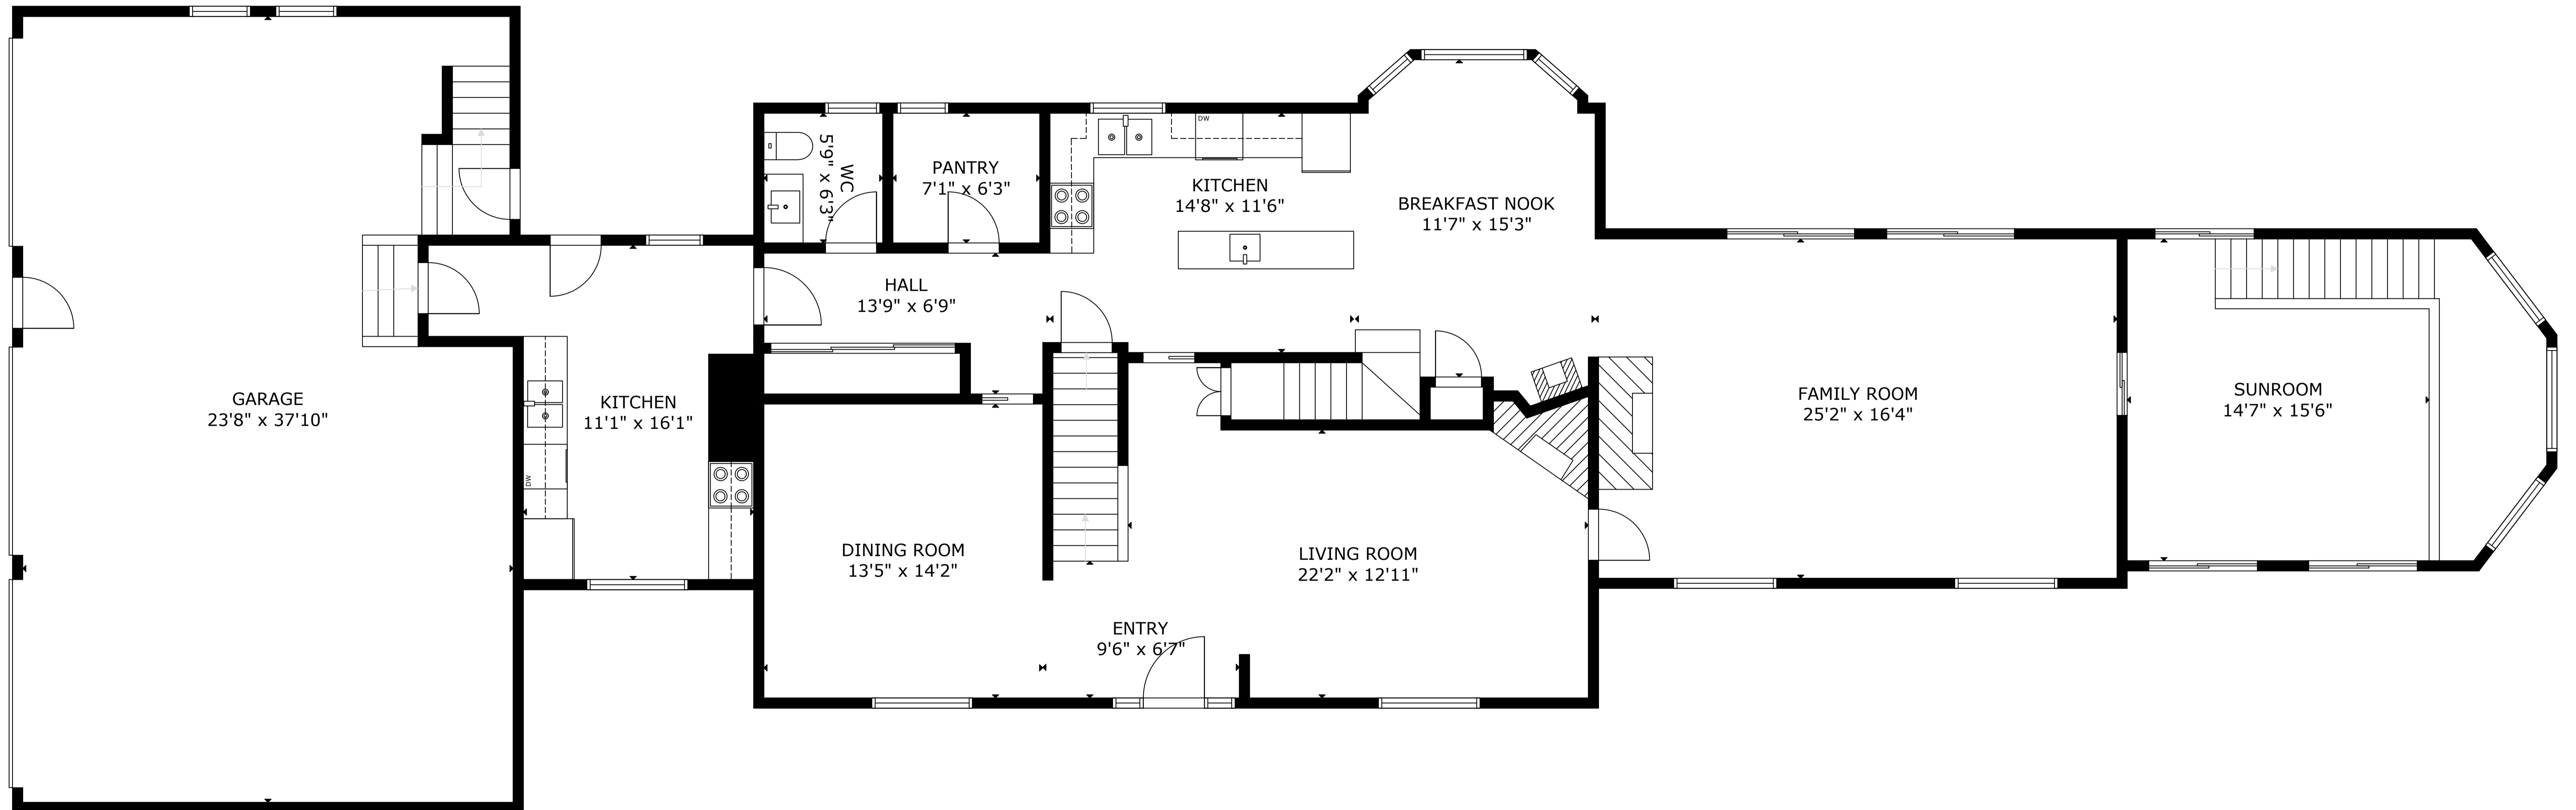 GARAGE
23'8" x 37'10"
KITCHEN
11'1" x 16'1"
DW
WC
5'9" x 6'3"
PANTRY
7'1" x 6'3"
HALL
13'9" x 6'9"
KITCHEN
14'8" x 11'6"
DW
BREAKFAST NOOK
11'7" x 15'3"
DINING ROOM
13'5" x 14'2"
ENTRY
9'6" x 6'7"
LIVING ROOM
22'2" x 12'11"
FAMILY ROOM
25'2" x 16'4"
SUNROOM
14'7" x 15'6"